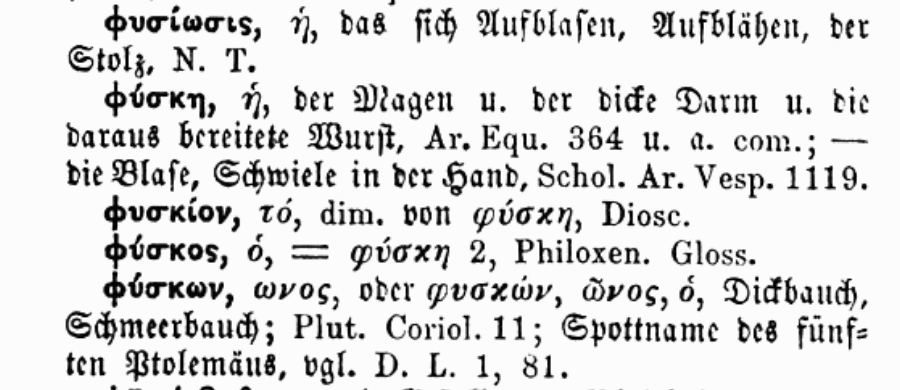 φυσίωσις, ἡ, das ſich Aufblaſen, Aufblähen, der
Stolz, N. T.
φύσκη, ἡ, der Magen u. der dicke Darm u. die
daraus bereitete Wurſt, Ar. Equ. 364 u. a. com.; —
die Blaſe, Schwiele in der Hand, Schol. Ar. Vesp. 1119.
φυσκίον, τό, dim. von φύσκη, Diosc.
φύσκος, ὁ, = φύσκη 2, Philoxen. Gloss.
φύσκων, ωνος, oder φυσκών, ῶνος, ὁ, Dickbauch,
Schmeerbauch; Plut. Coriol. 11; Spottname des fünf-
ten Ptolemäus, vgl. D. L. 1, 81.